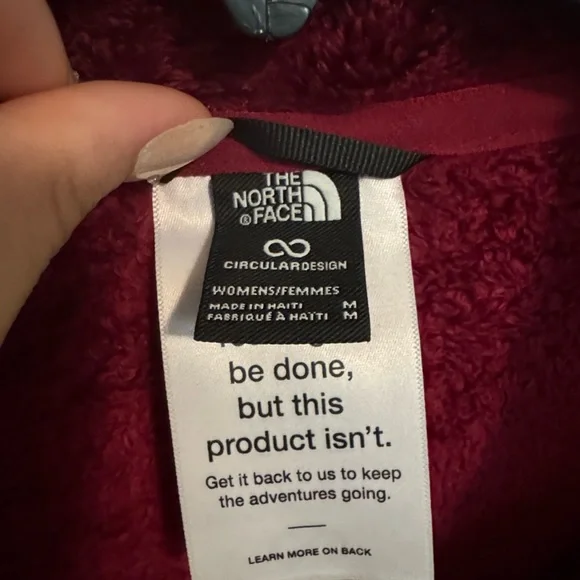 THE
NORTH
®FACE
CIRCULARDESIGN
WOMENS/FEMMES
MADE IN HAITI M
FABRIQUÉ À HAÏTI M
be done,
but this
product isn't.
Get it back to us to keep
the adventures going.
LEARN MORE ON BACK